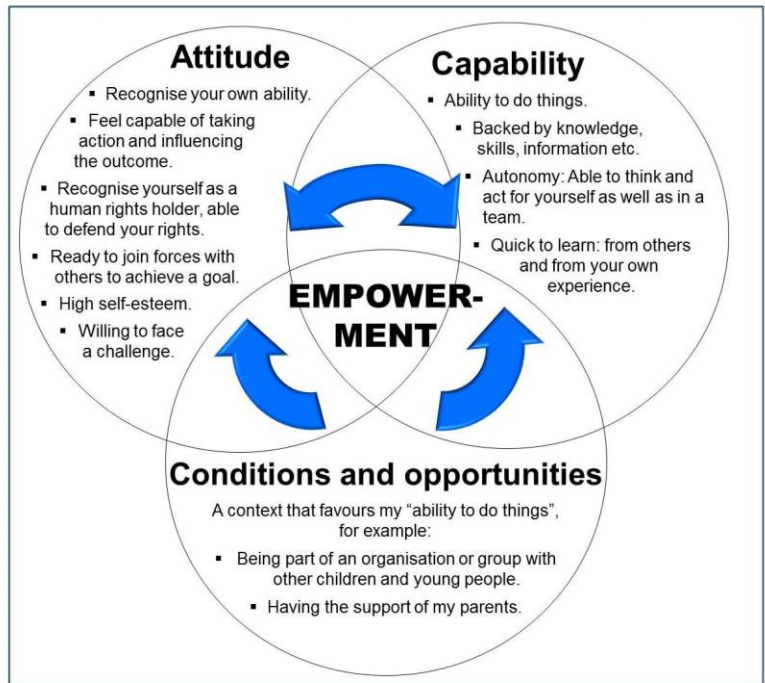 Attitude
▪ Recognise your own ability.
▪ Feel capable of taking
action and influencing
the outcome.
▪ Recognise yourself as a
human rights holder, able
to defend your rights.
▪ Ready to join forces with
others to achieve a goal.
▪ High self-esteem.
▪ Willing to face
a challenge.
Capability
▪ Ability to do things.
▪ Backed by knowledge,
skills, information etc.
▪ Autonomy: Able to think and
act for yourself as well as in a
team.
▪ Quick to learn: from others
and from your own
experience.
EMPOWER-
MENT
Conditions and opportunities
A context that favours my “ability to do things”,
for example:
▪ Being part of an organisation or group with
other children and young people.
▪ Having the support of my parents.